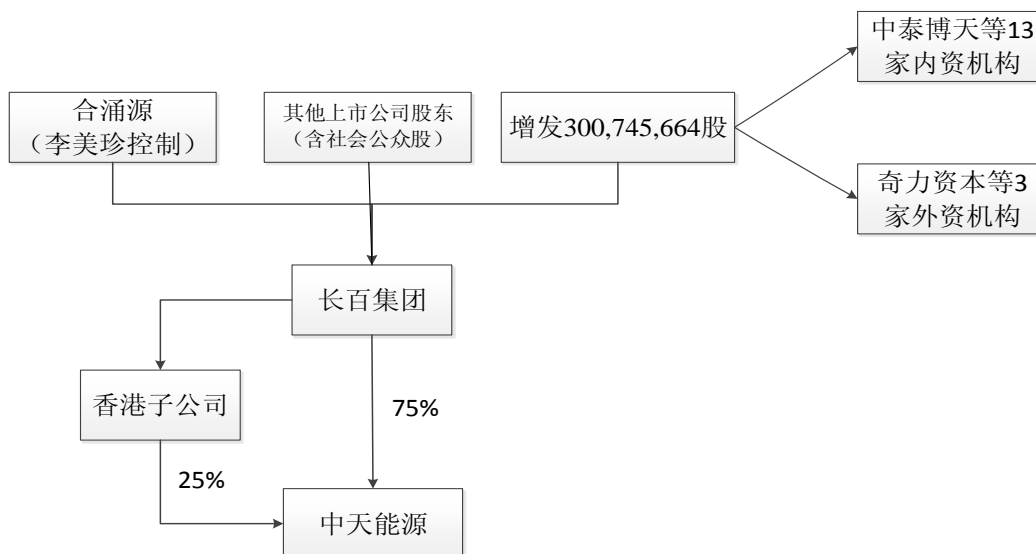 中泰博天等13
家内资机构
合涌源
（李美珍控制）
其他上市公司股东
（含社会公众股）
增发300,745,664股
奇力资本等3
家外资机构
长百集团
香港子公司
75%
25%
中天能源